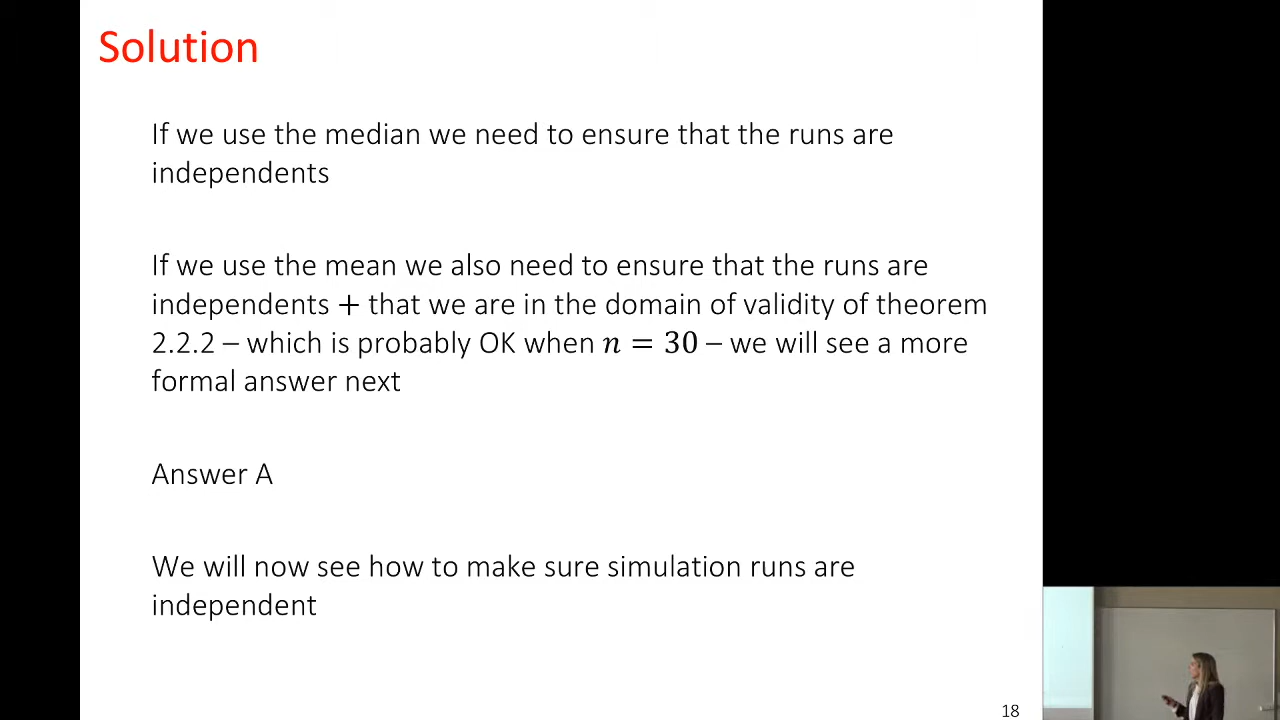 Solution
If we use the median we need to ensure that the runs are
independents
If we use the mean we also need to ensure that the runs are
independents + that we are in the domain of validity of theorem
2.2.2 – which is probably OK when n = 30 – we will see a more
formal answer next
Answer A
We will now see how to make sure simulation runs are
independent
18